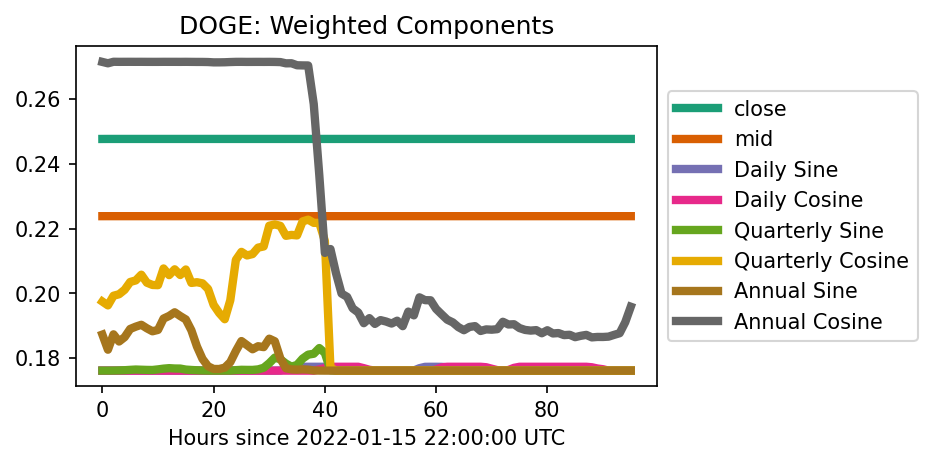 DOGE: Weighted Components
0.26
0.24
0.22
0.20
0.18
0
20
40
60
80
Hours since 2022-01-15 22:00:00 UTC
close
mid
Daily Sine
Daily Cosine
Quarterly Sine
Quarterly Cosine
Annual Sine
Annual Cosine